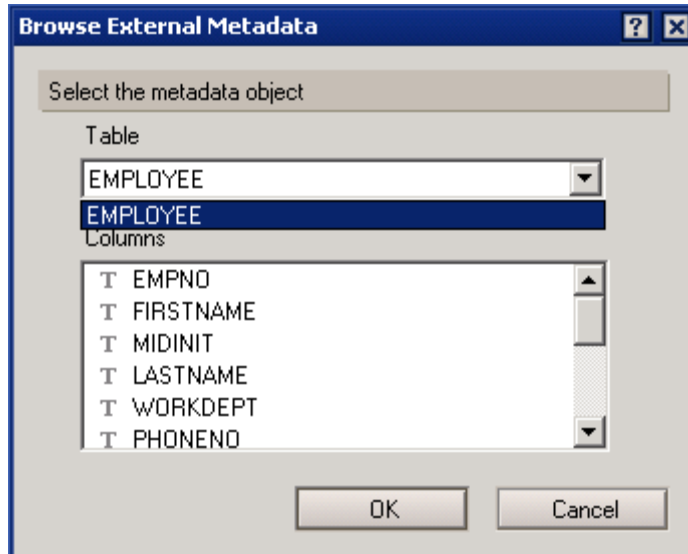 Browse External Metadata
Select the metadata object
Table
EMPLOYEE
EMPLOYEE
Columns
T EMPNO
T FIRSTNAME
T MIDINIT
T LASTNAME
T WORKDEPT
T PHONENO
OK Cancel